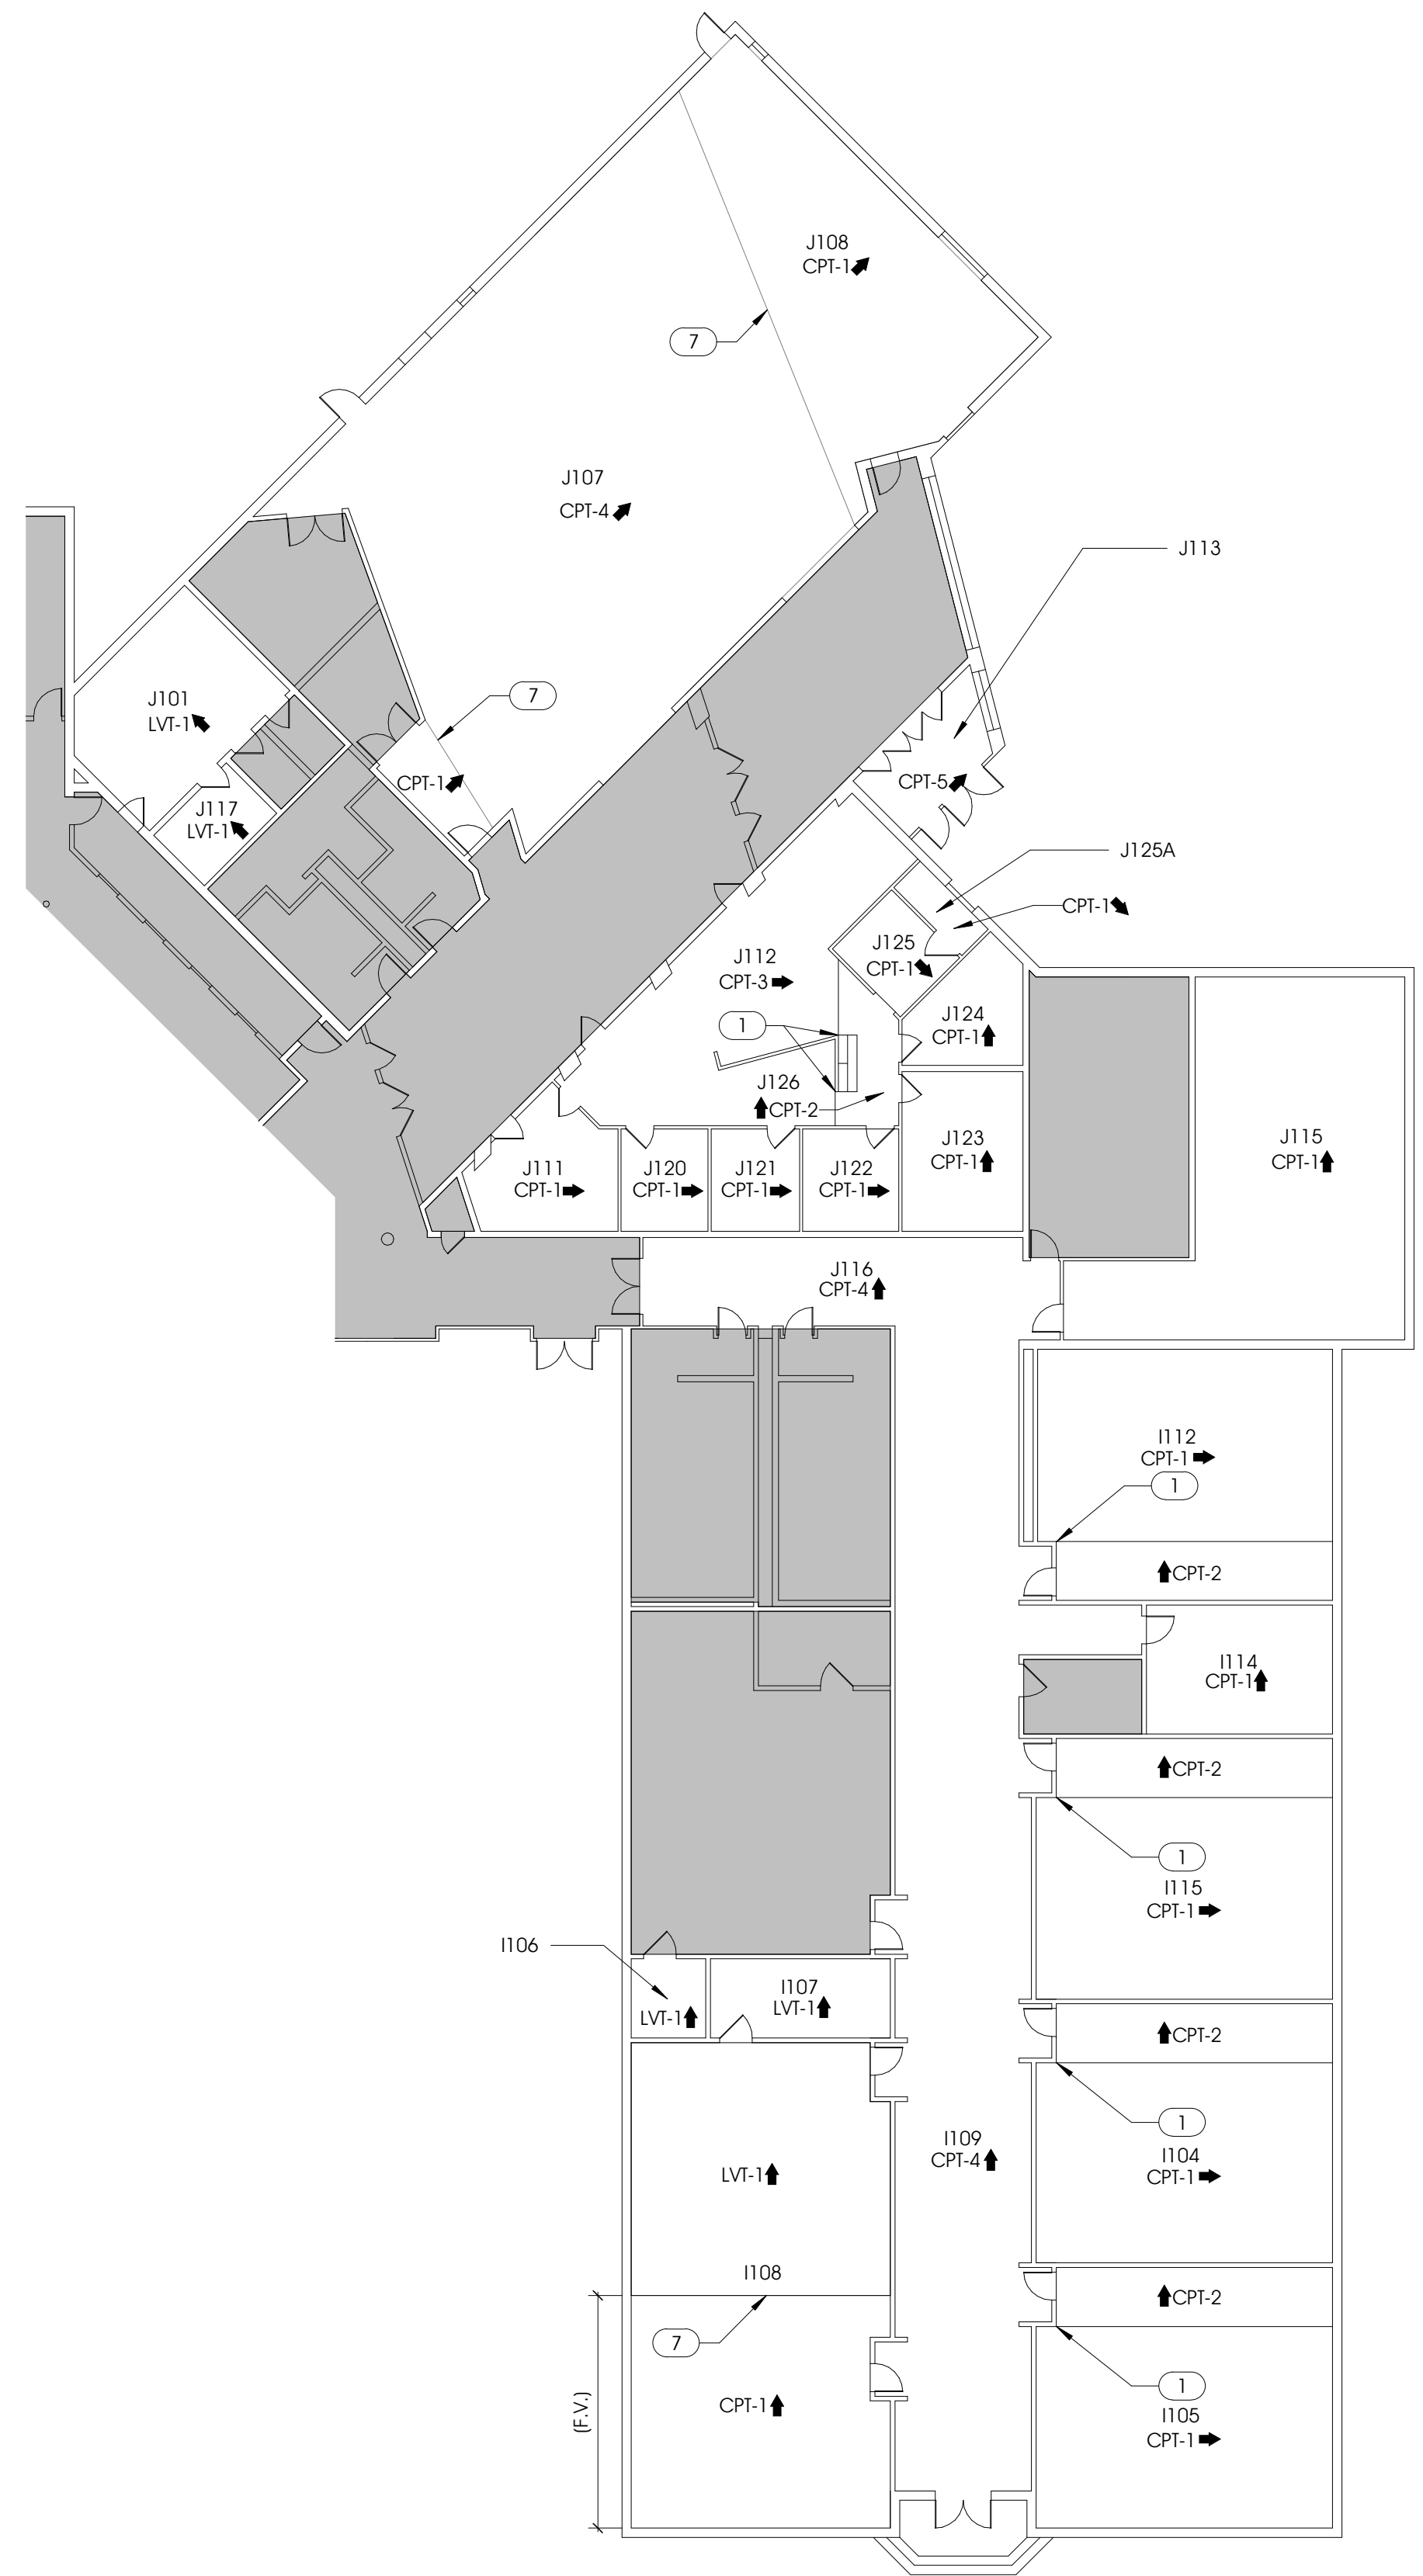 J108
CPT-1
7
J107
CPT-4
J113
7
J101
LVT-1
CPT-1
CPT-5
J117
LVT-1
J125A
CPT-1
J125
CPT-1
J112
CPT-3
J124
CPT-1
1
J126
CPT-2
J123
CPT-1
J115
CPT-1
J111
CPT-1
J120
CPT-1
J121
CPT-1
J122
CPT-1
J116
CPT-4
I112
CPT-1
1
CPT-2
I114
CPT-1
CPT-2
1
I115
CPT-1
I106
LVT-1
I107
LVT-1
CPT-2
1
I109
CPT-4
I104
CPT-1
LVT-1
I108
CPT-2
7
(F.V.)
CPT-1
1
I105
CPT-1